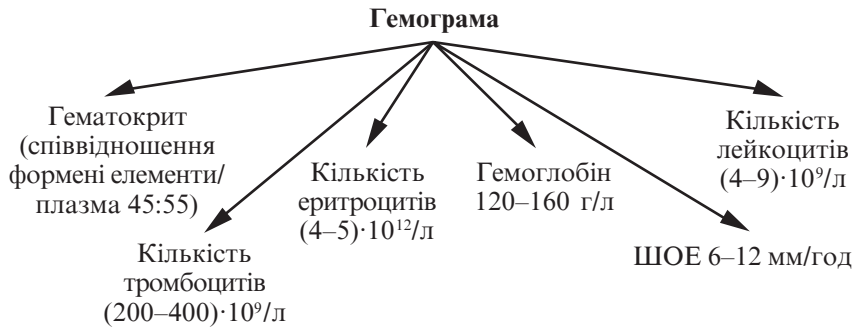 Гемограма
Гематокрит
(співвідношення
формені елементи/
плазма 45:55)
Кількість
тромбоцитів
(200–400)·10⁹/л
Кількість
еритроцитів
(4–5)·10¹²/л
Гемоглобін
120–160 г/л
ШОЕ 6–12 мм/год
Кількість
лейкоцитів
(4–9)·10⁹/л